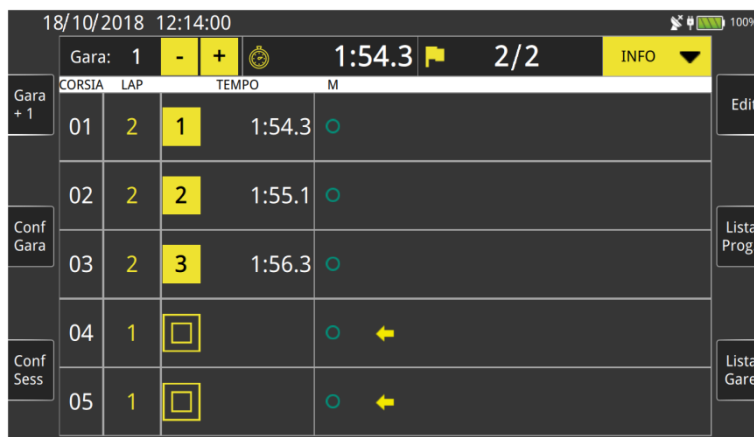 18/10/2018 12:14:00 100%
Gara: 1 - + 1:54.3 2/2 INFO
CORSIA LAP TEMPO M
Gara
+ 1
Edit
01 2 1 1:54.3
02 2 2 1:55.1
Conf
Gara
Lista
Prog
03 2 3 1:56.3
04 1
Conf
Sess
Lista
Gare
05 1